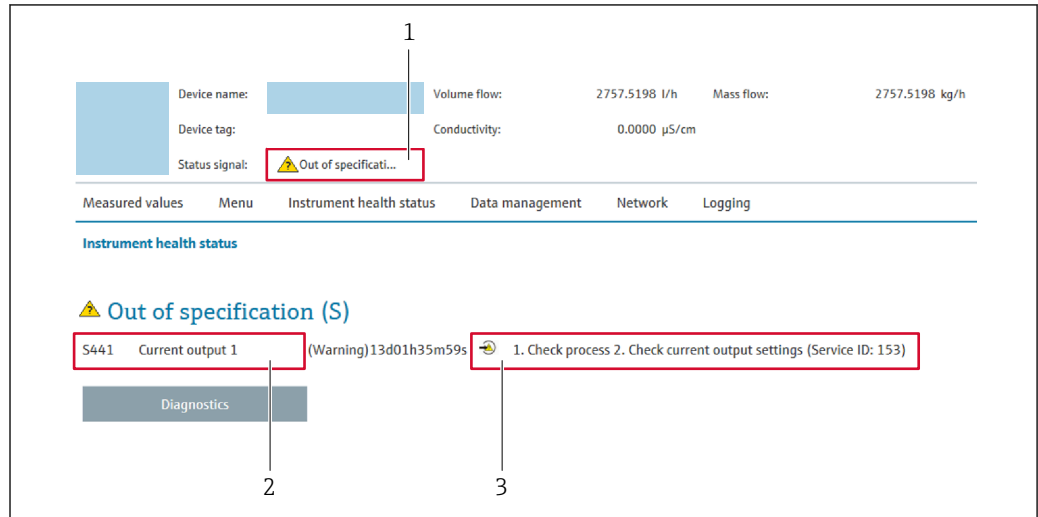 1
Device name: Volume flow: 2757.5198 l/h Mass flow: 2757.5198 kg/h
Device tag: Conductivity: 0.0000 µS/cm
Status signal: Out of specificati...
Measured values Menu Instrument health status Data management Network Logging
Instrument health status
Out of specification (S)
S441 Current output 1 (Warning)13d01h35m59s 1. Check process 2. Check current output settings (Service ID: 153)
Diagnostics
2 3